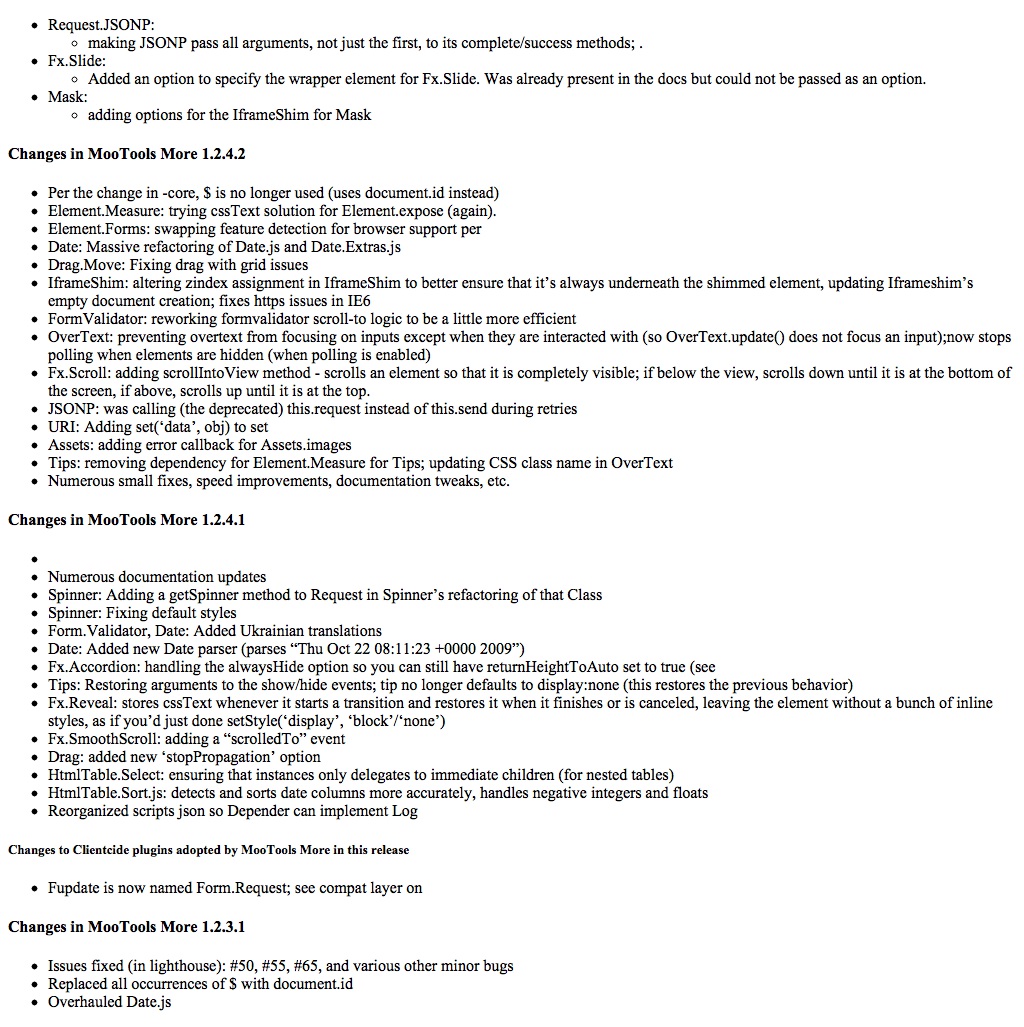 Request.JSONP:
making JSONP pass all arguments, not just the first, to its complete/success methods; .
Fx.Slide:
Added an option to specify the wrapper element for Fx.Slide. Was already present in the docs but could not be passed as an option.
Mask:
adding options for the IframeShim for Mask
Changes in MooTools More 1.2.4.2
Per the change in -core, $ is no longer used (uses document.id instead)
Element.Measure: trying cssText solution for Element.expose (again).
Element.Forms: swapping feature detection for browser support per
Date: Massive refactoring of Date.js and Date.Extras.js
Drag.Move: Fixing drag with grid issues
IframeShim: altering zindex assignment in IframeShim to better ensure that it’s always underneath the shimmed element, updating Iframeshim’s
empty document creation; fixes https issues in IE6
FormValidator: reworking formvalidator scroll-to logic to be a little more efficient
OverText: preventing overtext from focusing on inputs except when they are interacted with (so OverText.update() does not focus an input);now stops
polling when elements are hidden (when polling is enabled)
Fx.Scroll: adding scrollIntoView method - scrolls an element so that it is completely visible; if below the view, scrolls down until it is at the bottom of
the screen, if above, scrolls up until it is at the top.
JSONP: was calling (the deprecated) this.request instead of this.send during retries
URI: Adding set(‘data’, obj) to set
Assets: adding error callback for Assets.images
Tips: removing dependency for Element.Measure for Tips; updating CSS class name in OverText
Numerous small fixes, speed improvements, documentation tweaks, etc.
Changes in MooTools More 1.2.4.1
Numerous documentation updates
Spinner: Adding a getSpinner method to Request in Spinner’s refactoring of that Class
Spinner: Fixing default styles
Form.Validator, Date: Added Ukrainian translations
Date: Added new Date parser (parses “Thu Oct 22 08:11:23 +0000 2009”)
Fx.Accordion: handling the alwaysHide option so you can still have returnHeightToAuto set to true (see
Tips: Restoring arguments to the show/hide events; tip no longer defaults to display:none (this restores the previous behavior)
Fx.Reveal: stores cssText whenever it starts a transition and restores it when it finishes or is canceled, leaving the element without a bunch of inline
styles, as if you’d just done setStyle(‘display’, ‘block’/‘none’)
Fx.SmoothScroll: adding a “scrolledTo” event
Drag: added new ‘stopPropagation’ option
HtmlTable.Select: ensuring that instances only delegates to immediate children (for nested tables)
HtmlTable.Sort.js: detects and sorts date columns more accurately, handles negative integers and floats
Reorganized scripts json so Depender can implement Log
Changes to Clientcide plugins adopted by MooTools More in this release
Fupdate is now named Form.Request; see compat layer on
Changes in MooTools More 1.2.3.1
Issues fixed (in lighthouse): #50, #55, #65, and various other minor bugs
Replaced all occurrences of $ with document.id
Overhauled Date.js